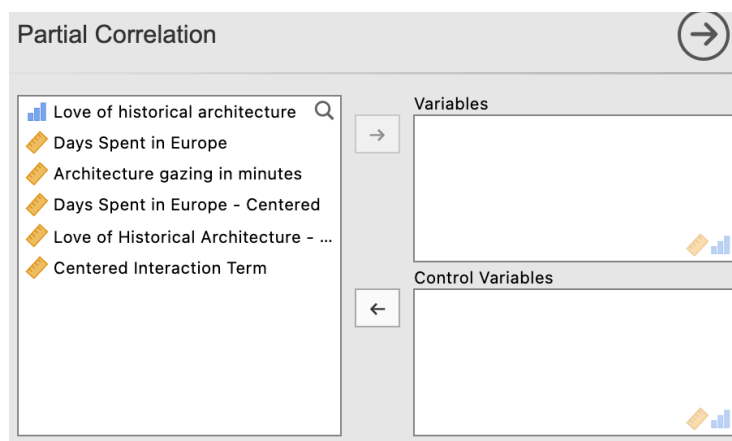 Partial Correlation
Love of historical architecture
Days Spent in Europe
Architecture gazing in minutes
Days Spent in Europe - Centered
Love of Historical Architecture - ...
Centered Interaction Term
Variables
Control Variables